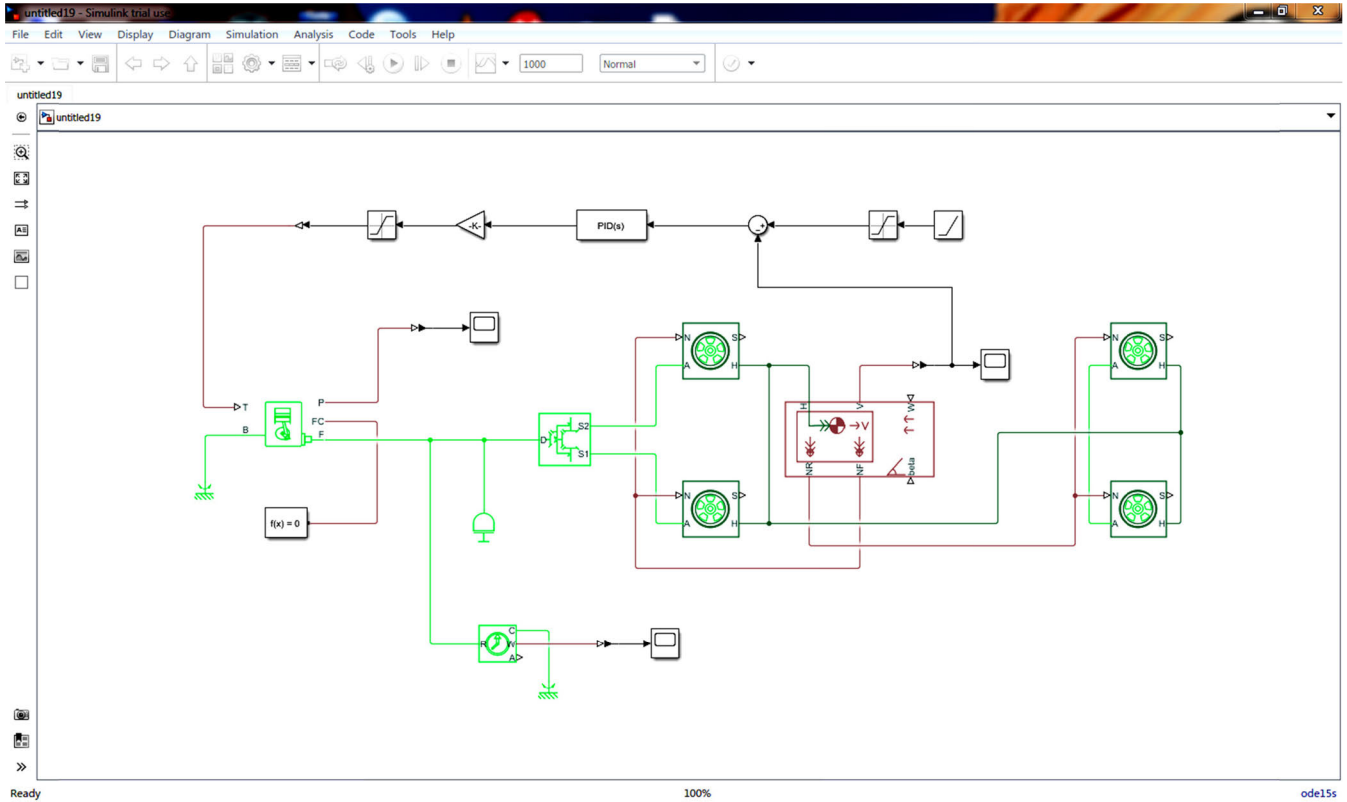 untitled19 - Simulink trial use
File Edit View Display Diagram Simulation Analysis Code Tools Help
1000 Normal
untitled19
untitled19
-K- PID(s) -+
N S N S
A H A H
H V W
T P
FC
B F
D S2
S1
NR NF beta
N S N S
f(x) = 0
A H A H
C
R W
A
Ready 100% ode15s